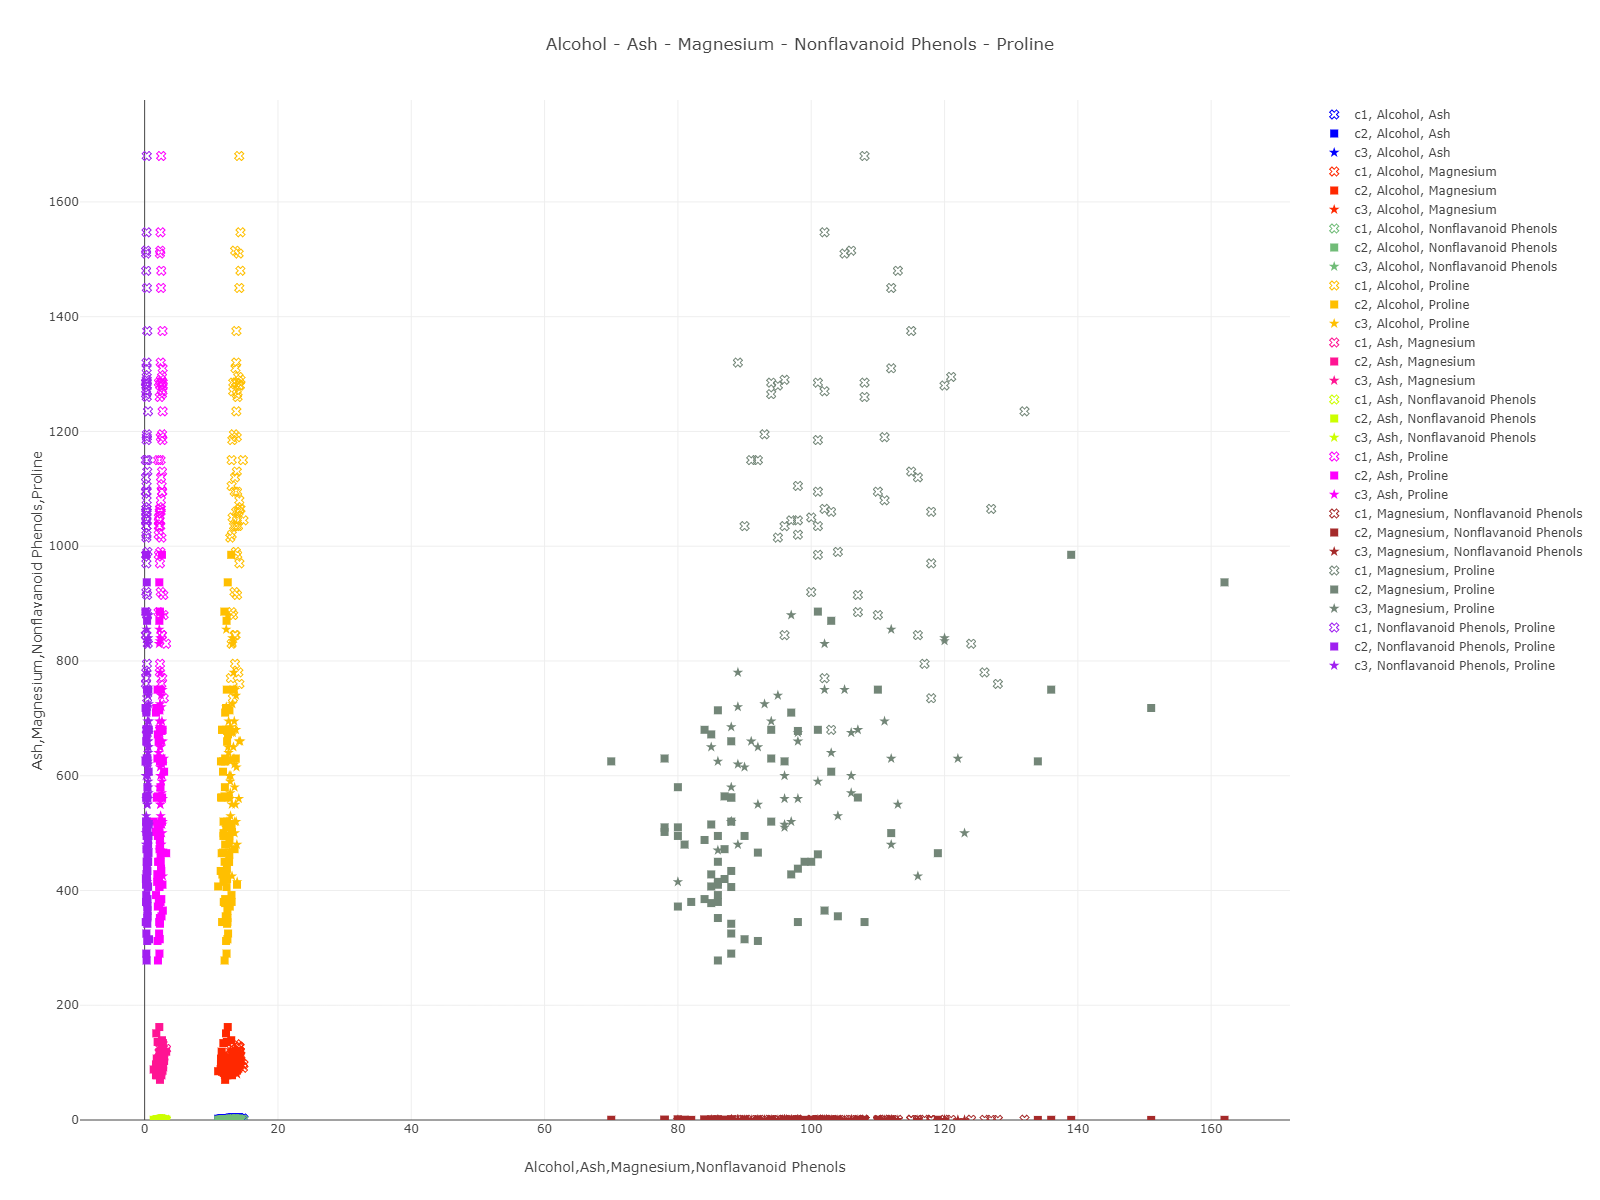 Alcohol - Ash - Magnesium - Nonflavanoid Phenols - Proline
c1, Alcohol, Ash
c2, Alcohol, Ash
c3, Alcohol, Ash
c1, Alcohol, Magnesium
c2, Alcohol, Magnesium
c3, Alcohol, Magnesium
c1, Alcohol, Nonflavanoid Phenols
c2, Alcohol, Nonflavanoid Phenols
c3, Alcohol, Nonflavanoid Phenols
c1, Alcohol, Proline
c2, Alcohol, Proline
c3, Alcohol, Proline
c1, Ash, Magnesium
c2, Ash, Magnesium
c3, Ash, Magnesium
c1, Ash, Nonflavanoid Phenols
c2, Ash, Nonflavanoid Phenols
c3, Ash, Nonflavanoid Phenols
c1, Ash, Proline
c2, Ash, Proline
c3, Ash, Proline
c1, Magnesium, Nonflavanoid Phenols
c2, Magnesium, Nonflavanoid Phenols
c3, Magnesium, Nonflavanoid Phenols
c1, Magnesium, Proline
c2, Magnesium, Proline
c3, Magnesium, Proline
c1, Nonflavanoid Phenols, Proline
c2, Nonflavanoid Phenols, Proline
c3, Nonflavanoid Phenols, Proline
Ash,Magnesium,Nonflavanoid Phenols,Proline
1600
1400
1200
1000
800
600
400
200
0
0 20 40 60 80 100 120 140 160
Alcohol,Ash,Magnesium,Nonflavanoid Phenols